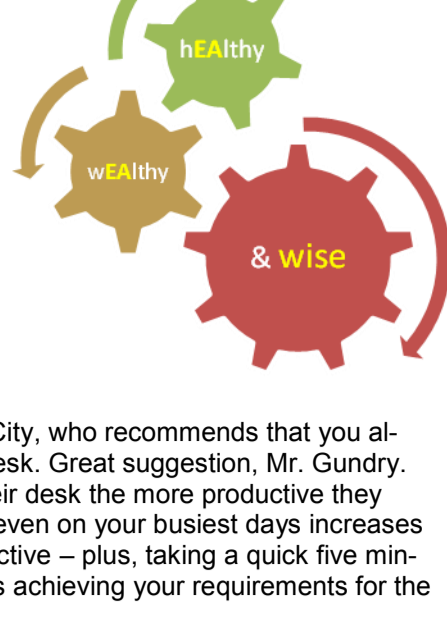 hEAlthy
wEAlthy
& wise
City, who recommends that you al-
esk. Great suggestion, Mr. Gundry.
eir desk the more productive they
even on your busiest days increases
ctive – plus, taking a quick five min-
s achieving your requirements for the